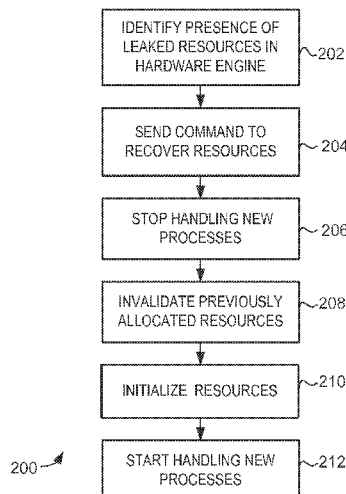 IDENTIFY PRESENCE OF
LEAKED RESOURCES IN
HARDWARE ENGINE
202
SEND COMMAND TO
RECOVER RESOURCES
204
STOP HANDLING NEW
PROCESSES
206
INVALIDATE PREVIOUSLY
ALLOCATED RESOURCES
208
INITIALIZE RESOURCES
210
START HANDLING NEW
PROCESSES
212
200